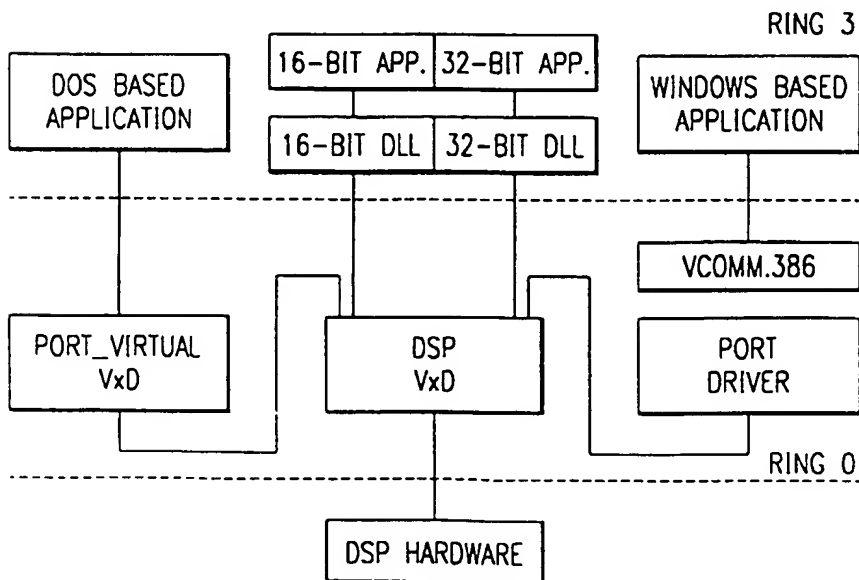 RING 3
DOS BASED
APPLICATION
16-BIT APP.
32-BIT APP.
16-BIT DLL
32-BIT DLL
WINDOWS BASED
APPLICATION
VCOMM.386
PORT_VIRTUAL
VxD
DSP
VxD
PORT
DRIVER
RING 0
DSP HARDWARE